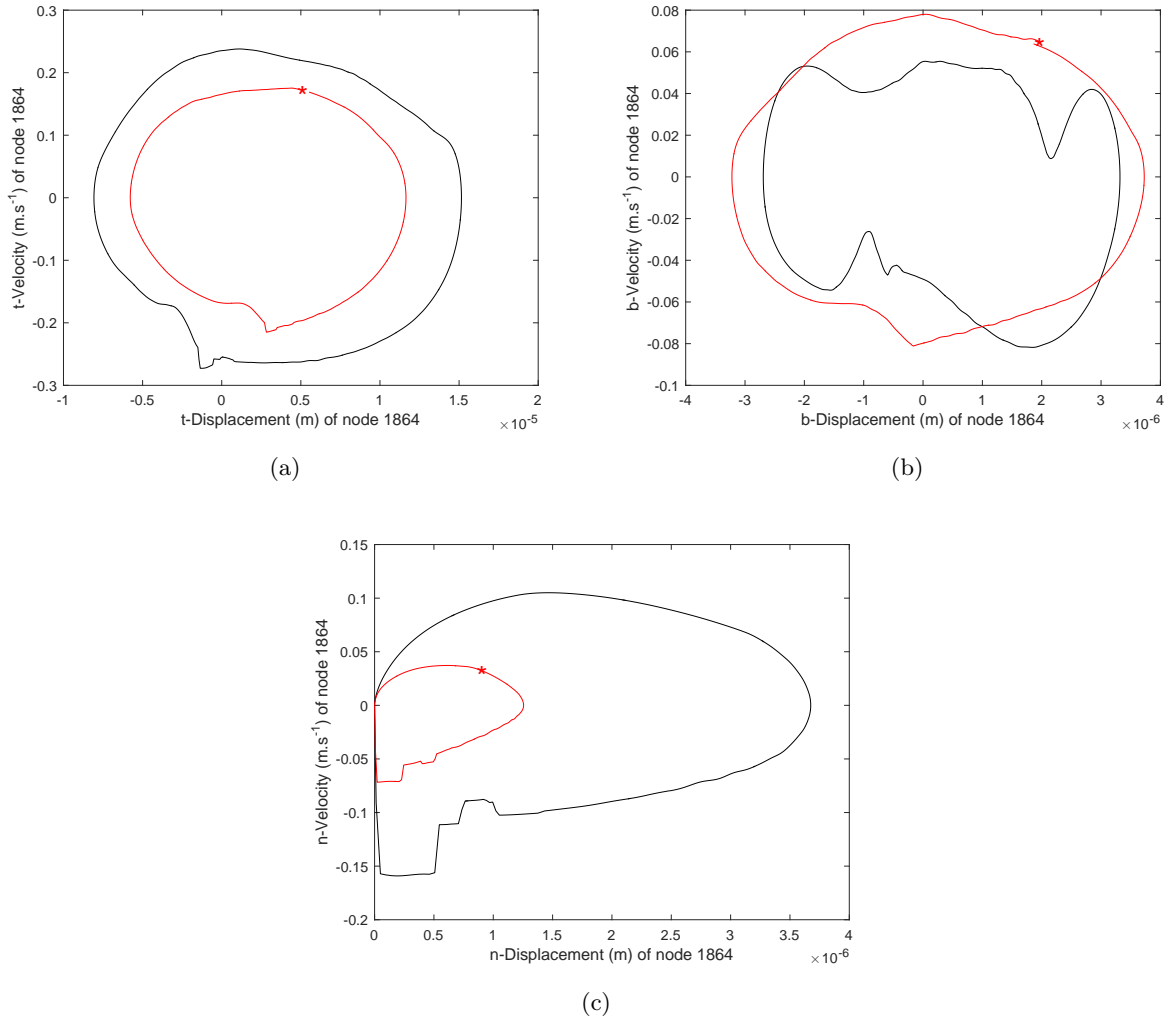 0.3
0.2
0.1
0
-0.1
-0.2
-0.3
t-Velocity (m.s⁻¹) of node 1864
-1 -0.5 0 0.5 1 1.5 2
t-Displacement (m) of node 1864
×10⁻⁵
(a)
0.08
0.06
0.04
0.02
0
-0.02
-0.04
-0.06
-0.08
-0.1
b-Velocity (m.s⁻¹) of node 1864
-4 -3 -2 -1 0 1 2 3 4
b-Displacement (m) of node 1864
×10⁻⁶
(b)
0.15
0.1
0.05
0
-0.05
-0.1
-0.15
-0.2
n-Velocity (m.s⁻¹) of node 1864
0 0.5 1 1.5 2 2.5 3 3.5 4
n-Displacement (m) of node 1864
×10⁻⁶
(c)